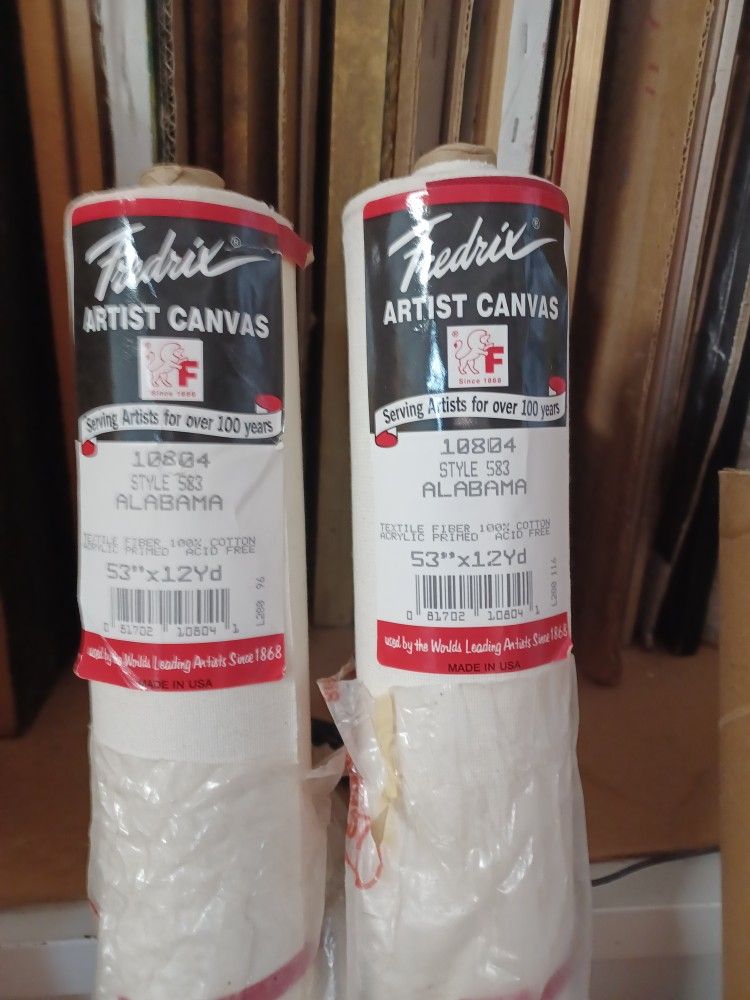 Fredrix®
ARTIST CANVAS
F
Since 1868
Serving Artists for over 100 years
10804
STYLE 583
ALABAMA
TEXTILE FIBER 100% COTTON
ACRYLIC PRIMED ACID FREE
53"x12Yd
L280 96
0 81702 10804 1
used by the Worlds Leading Artists Since 1868
MADE IN USA
Fredrix®
ARTIST CANVAS
F
Since 1868
Serving Artists for over 100 years
10804
STYLE 583
ALABAMA
TEXTILE FIBER 100% COTTON
ACRYLIC PRIMED ACID FREE
53"x12Yd
L280 116
0 81702 10804 1
used by the Worlds Leading Artists Since 1868
MADE IN USA